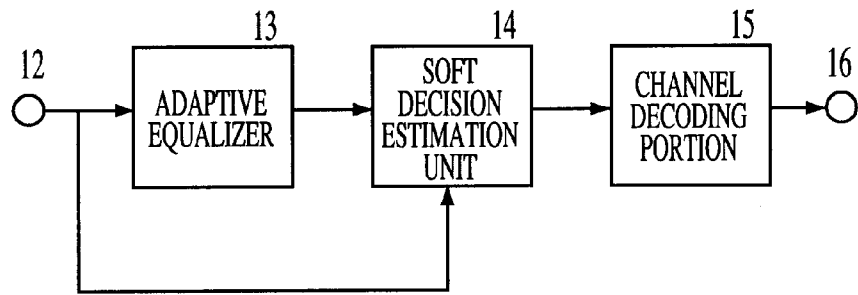 12
13
ADAPTIVE
EQUALIZER
14
SOFT
DECISION
ESTIMATION
UNIT
15
CHANNEL
DECODING
PORTION
16